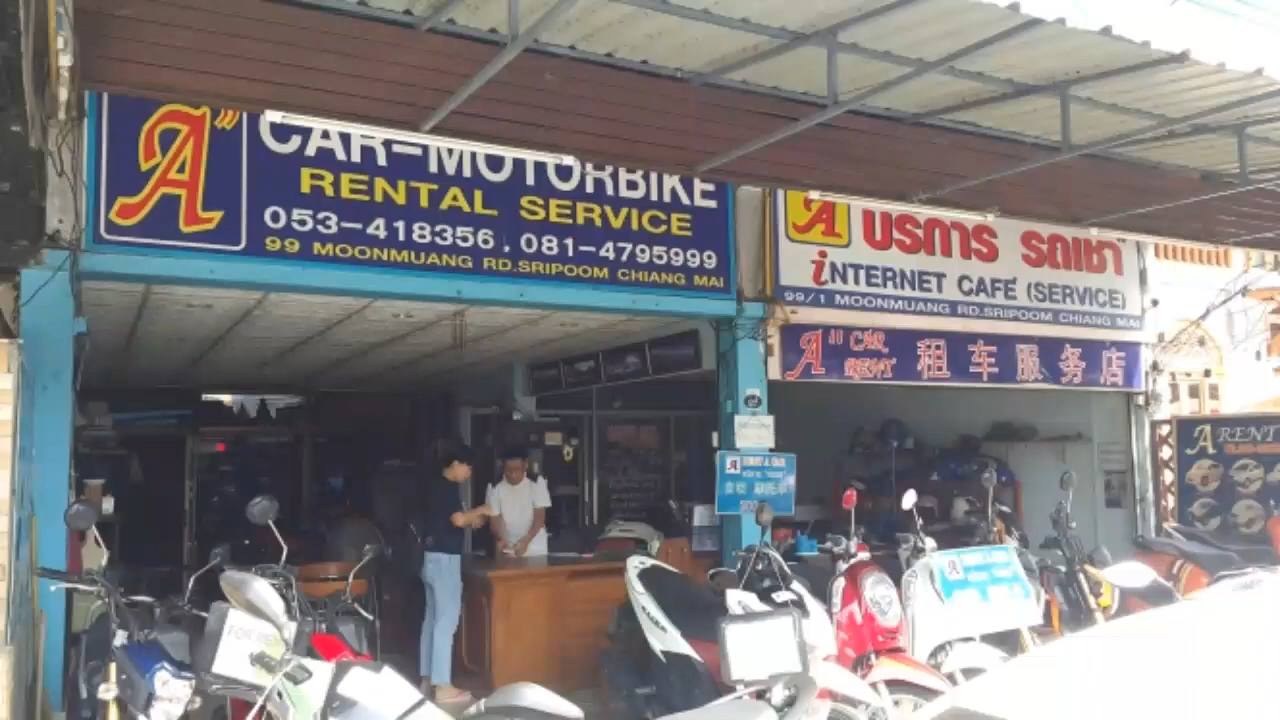 A"
CAR-MOTORBIKE
RENTAL SERVICE
053-418356, 081-4795999
99 MOONMUANG RD.SRIPOOM CHIANG MAI
A
บริการ รถเช่า
iNTERNET CAFE' (SERVICE)
99/1 MOONMUANG RD.SRIPOOM CHIANG MAI
A" CAR RENT 租车服务店
A RENT
FOR RENT